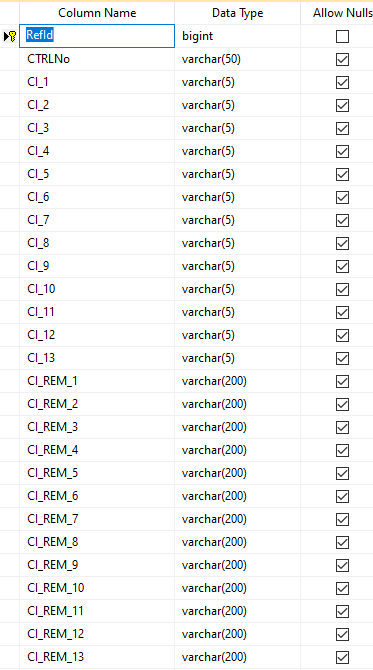 Column Name Data Type Allow Nulls
RefId bigint
CTRLNo varchar(50)
CI_1 varchar(5)
CI_2 varchar(5)
CI_3 varchar(5)
CI_4 varchar(5)
CI_5 varchar(5)
CI_6 varchar(5)
CI_7 varchar(5)
CI_8 varchar(5)
CI_9 varchar(5)
CI_10 varchar(5)
CI_11 varchar(5)
CI_12 varchar(5)
CI_13 varchar(5)
CI_REM_1 varchar(200)
CI_REM_2 varchar(200)
CI_REM_3 varchar(200)
CI_REM_4 varchar(200)
CI_REM_5 varchar(200)
CI_REM_6 varchar(200)
CI_REM_7 varchar(200)
CI_REM_8 varchar(200)
CI_REM_9 varchar(200)
CI_REM_10 varchar(200)
CI_REM_11 varchar(200)
CI_REM_12 varchar(200)
CI_REM_13 varchar(200)